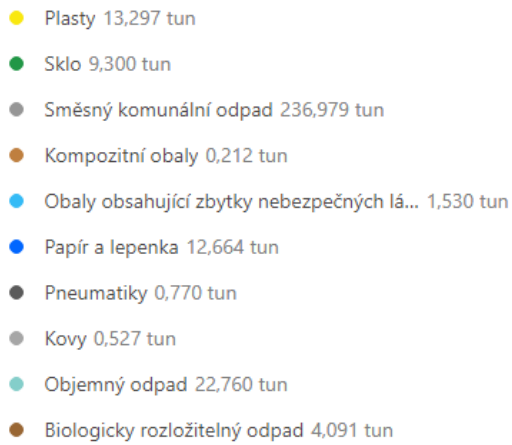 Plasty 13,297 tun
Sklo 9,300 tun
Směsný komunální odpad 236,979 tun
Kompozitní obaly 0,212 tun
Obaly obsahující zbytky nebezpečných lá... 1,530 tun
Papír a lepenka 12,664 tun
Pneumatiky 0,770 tun
Kovy 0,527 tun
Objemný odpad 22,760 tun
Biologicky rozložitelný odpad 4,091 tun